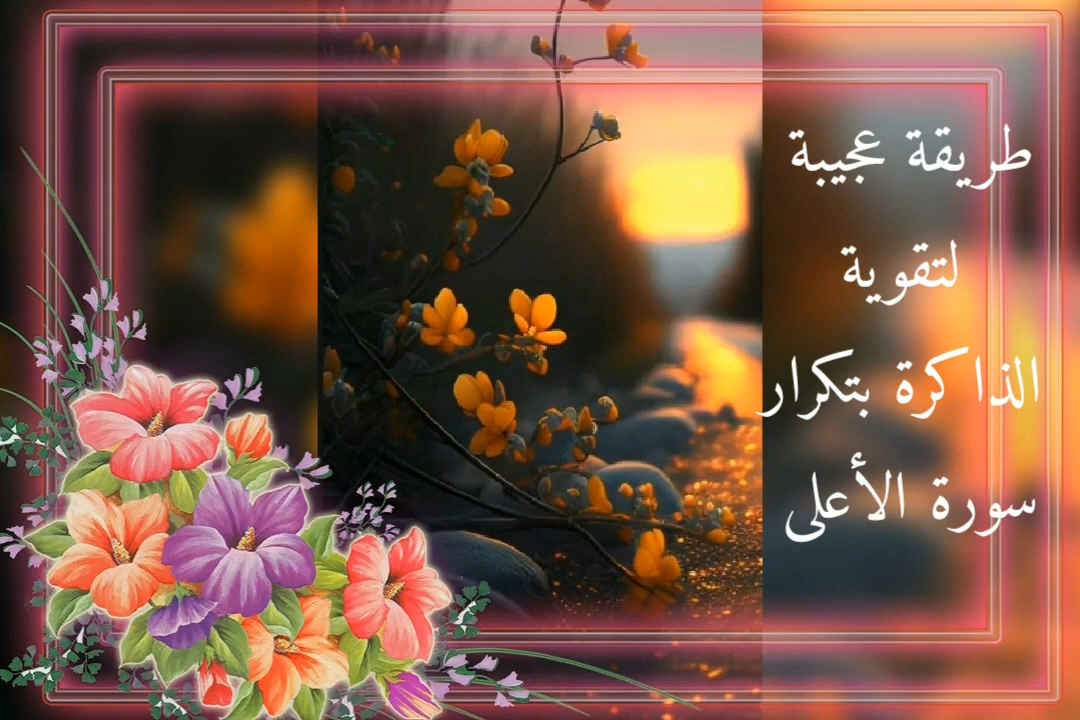 طريقة عجيبة
لتقوية
الذاكرة بتكرار
سورة الأعلى